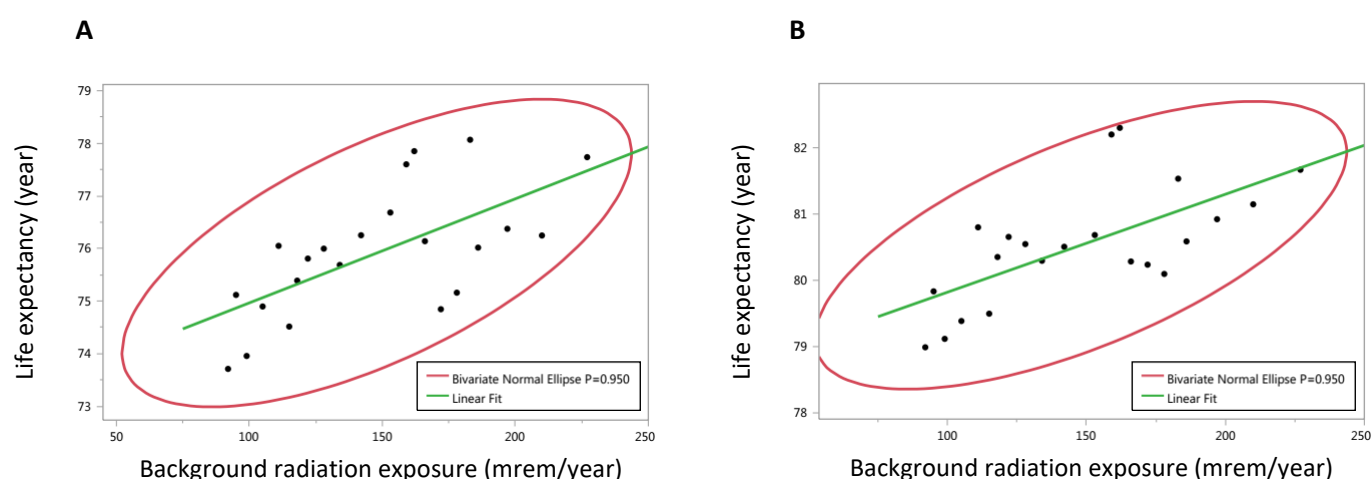 A
B
79
78
77
76
75
74
73
Life expectancy (year)
50
100
150
200
250
Background radiation exposure (mrem/year)
Bivariate Normal Ellipse P=0.950
Linear Fit
82
81
80
79
78
Life expectancy (year)
100
150
200
250
Background radiation exposure (mrem/year)
Bivariate Normal Ellipse P=0.950
Linear Fit